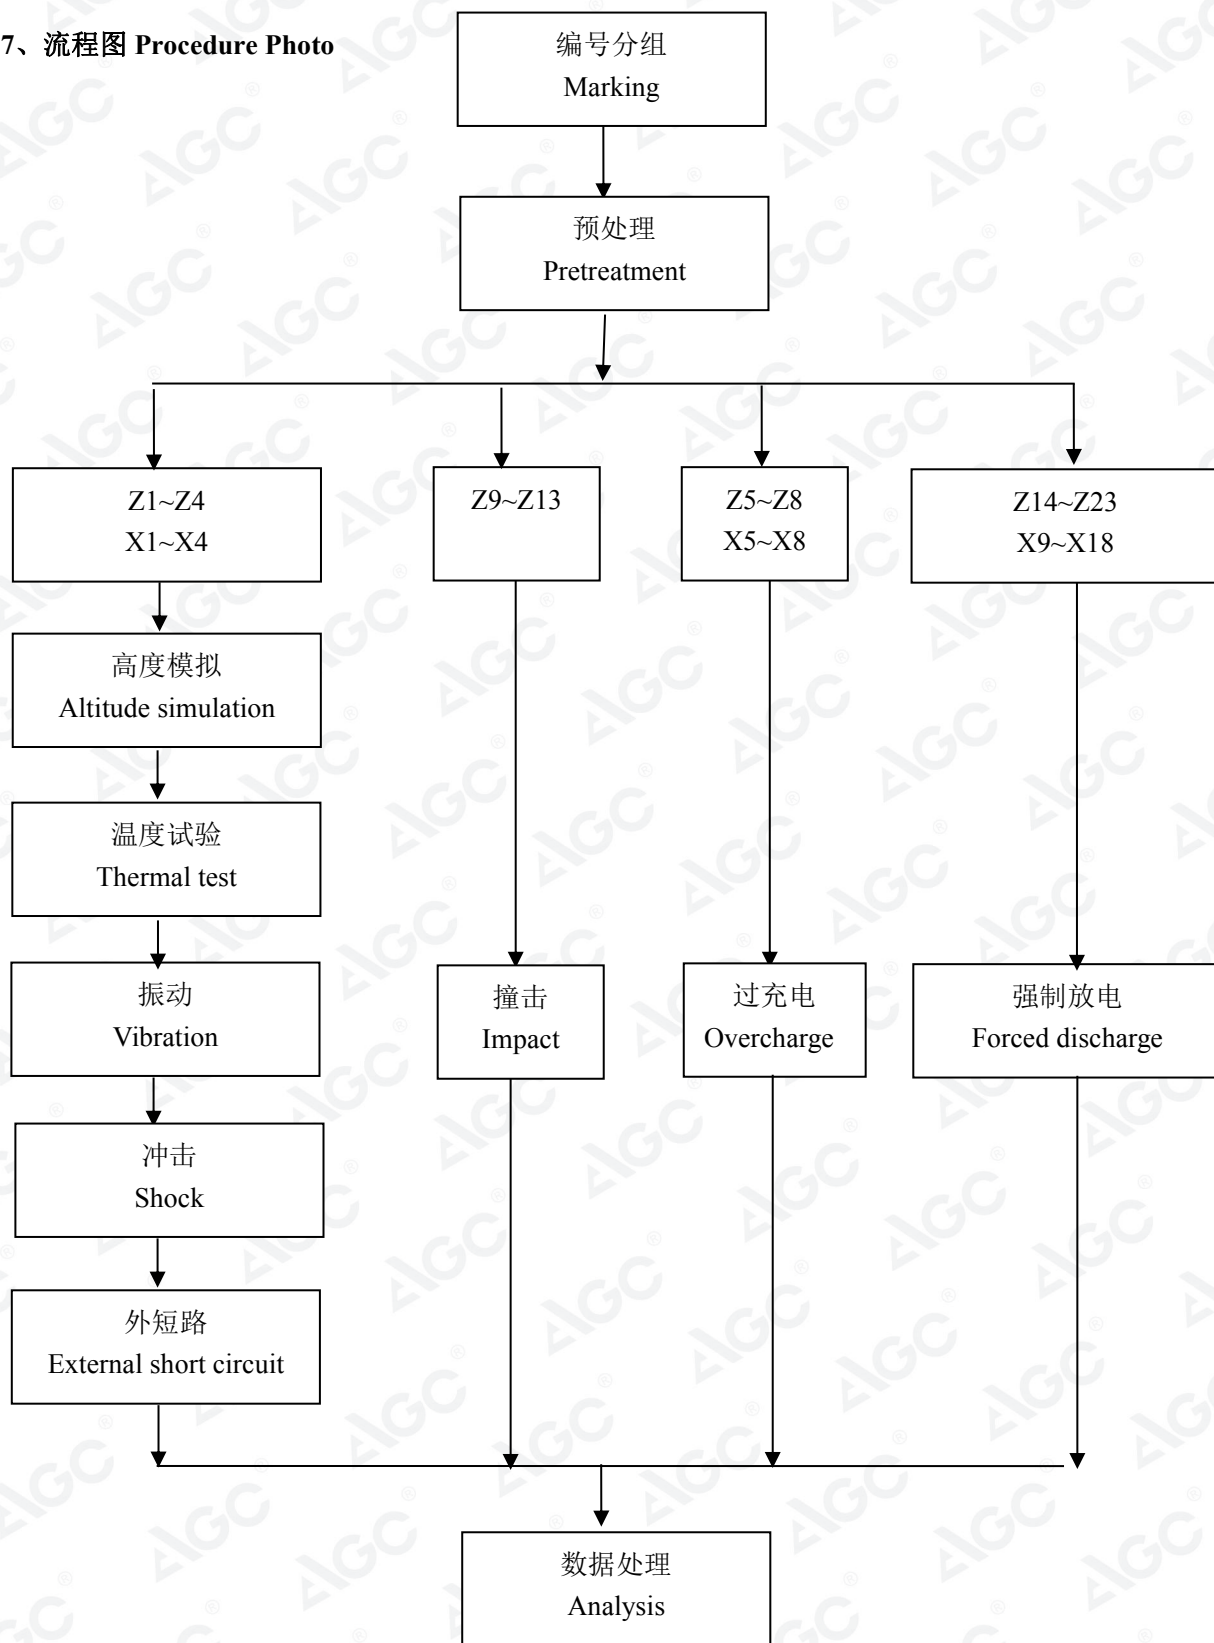 7、流程图 Procedure Photo
编号分组
Marking
预处理
Pretreatment
Z1~Z4
X1~X4
Z9~Z13
Z5~Z8
X5~X8
Z14~Z23
X9~X18
高度模拟
Altitude simulation
温度试验
Thermal test
振动
Vibration
撞击
Impact
过充电
Overcharge
强制放电
Forced discharge
冲击
Shock
外短路
External short circuit
数据处理
Analysis